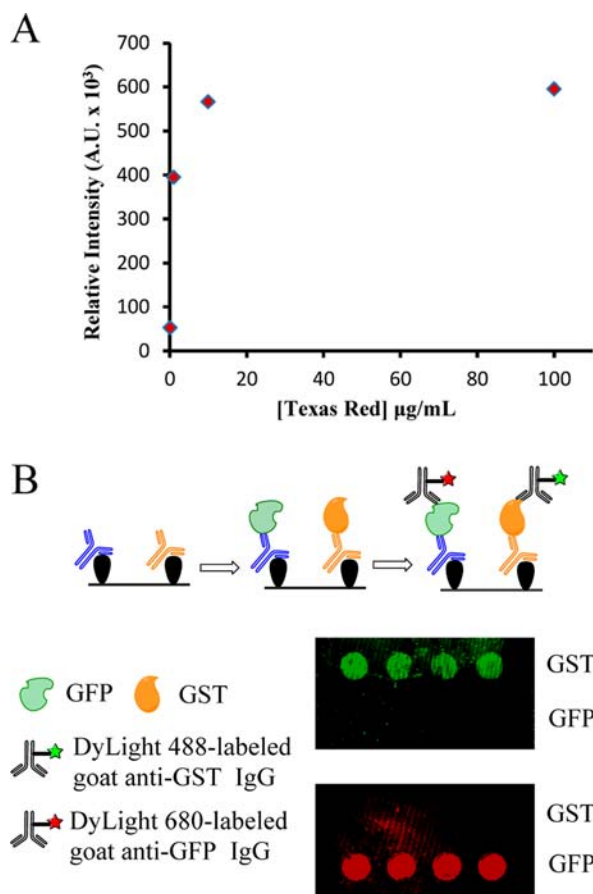 A
700
600
500
400
300
200
100
0
Relative Intensity (A.U. x 10³)
0 20 40 60 80 100
[Texas Red] µg/mL
B
GFP GST
DyLight 488-labeled
goat anti-GST IgG
DyLight 680-labeled
goat anti-GFP IgG
GST
GFP
GST
GFP